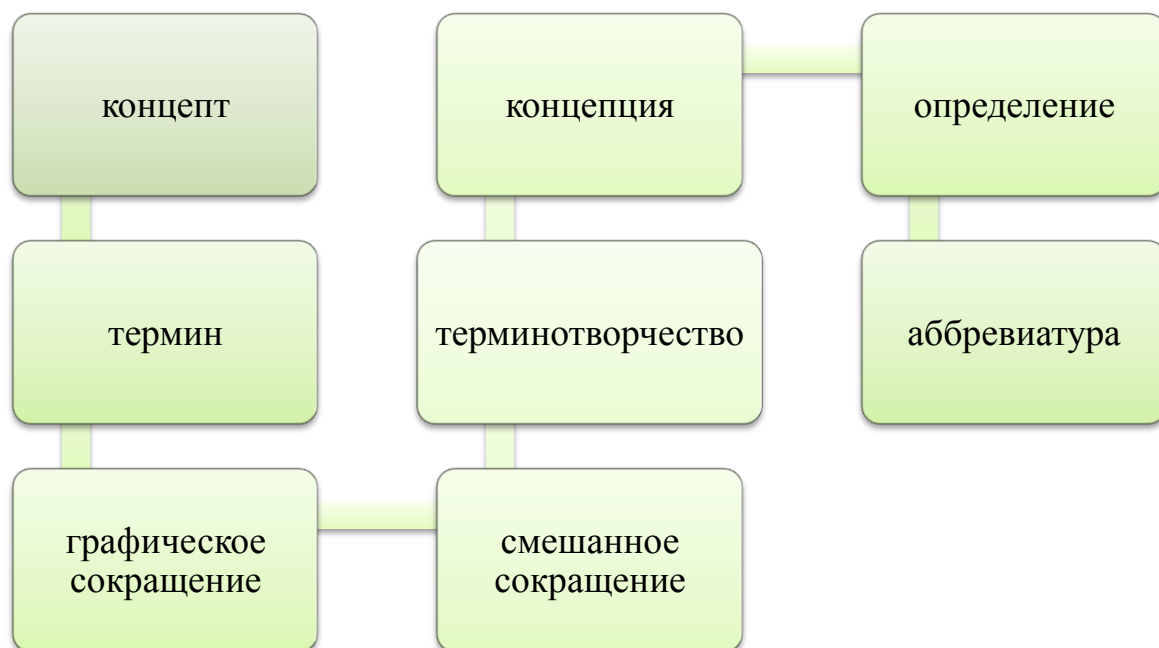 концепт
концепция
определение
термин
терминотворчество
аббревиатура
графическое
сокращение
смешанное
сокращение